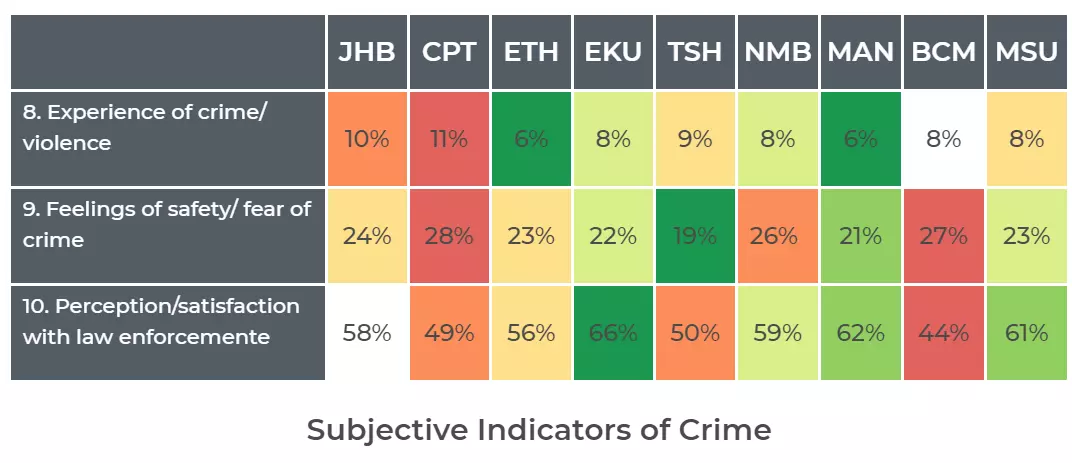 JHB CPT ETH EKU TSH NMB MAN BCM MSU
8. Experience of crime/
violence
10% 11% 6% 8% 9% 8% 6% 8% 8%
9. Feelings of safety/ fear of
crime
24% 28% 23% 22% 19% 26% 21% 27% 23%
10. Perception/satisfaction
with law enforcemente
58% 49% 56% 66% 50% 59% 62% 44% 61%
Subjective Indicators of Crime